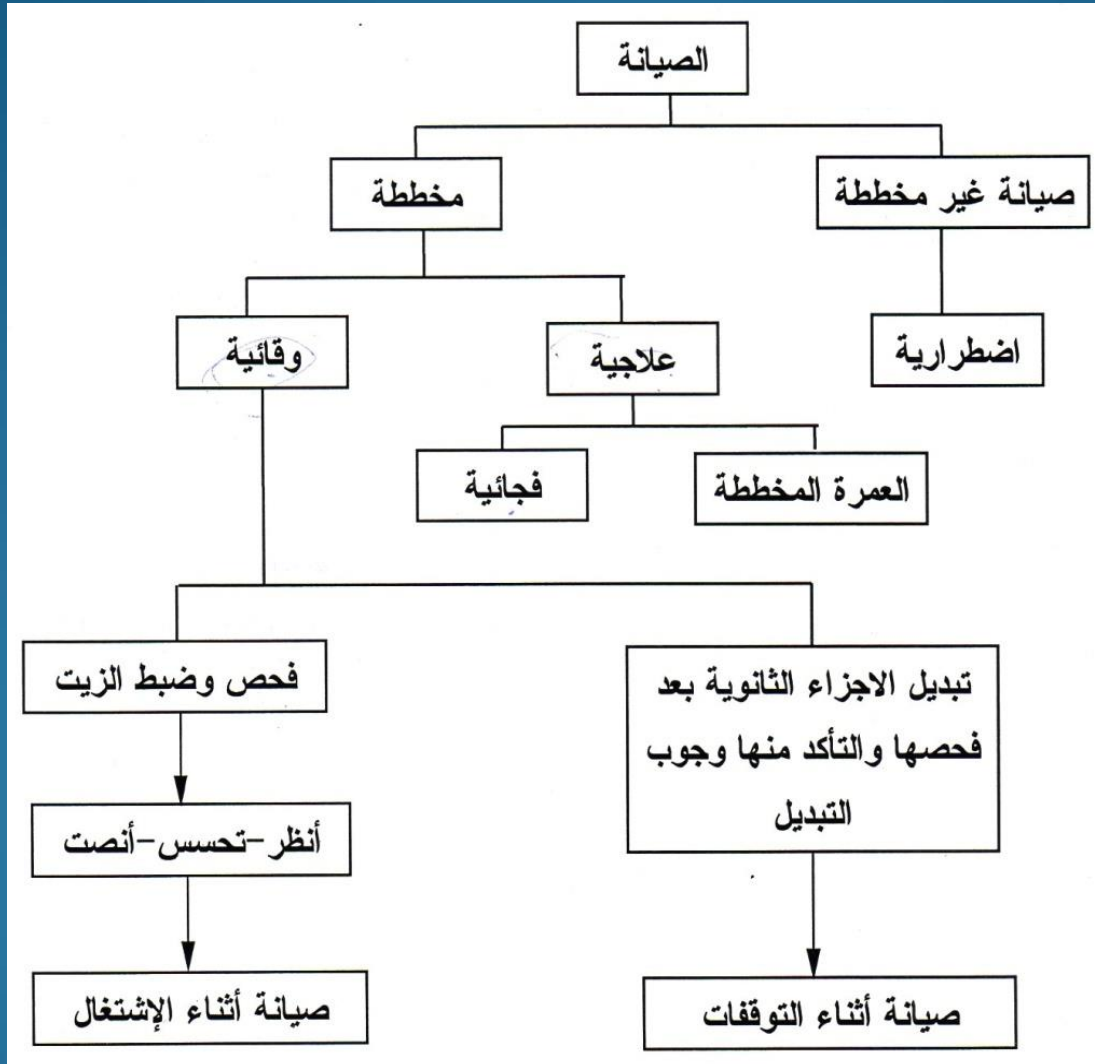 الصيانة
صيانة غير مخططة
مخططة
اضطرارية
علاجية
وقائية
العمرة المخططة
فجائية
تبديل الاجزاء الثانوية بعد
فحصها والتأكد منها وجوب
التبديل
فحص وضبط الزيت
أنظر-تحسس-أنصت
صيانة أثناء التوقفات
صيانة أثناء الإشتغال